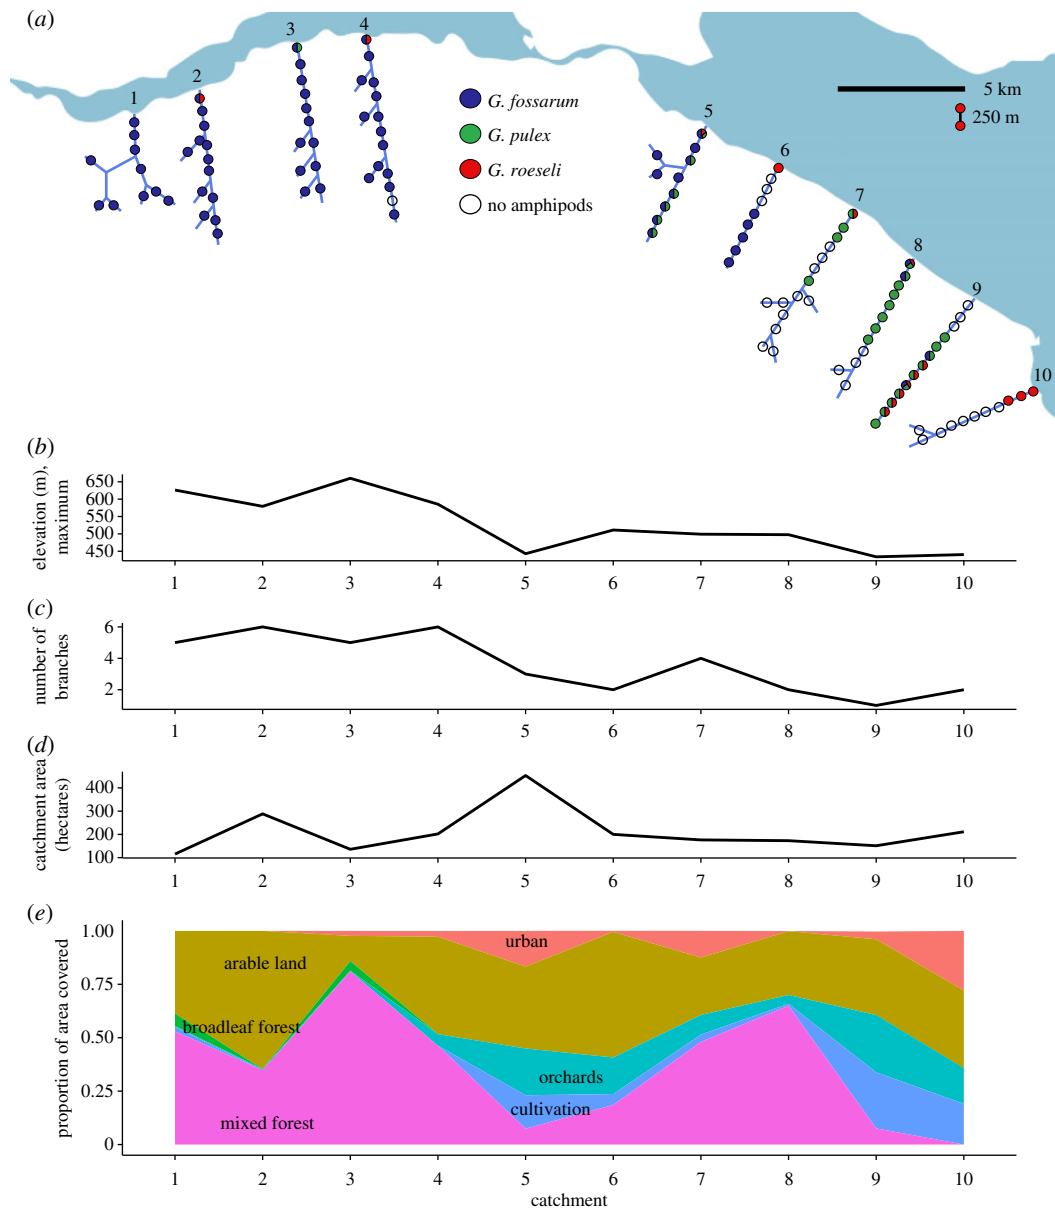 (a)
1
2
3
4
G. fossarum
G. pulex
G. roeseli
no amphipods
5 km
250 m
5
6
7
8
9
10
(b)
elevation (m),
maximum
650
600
550
500
450
1 2 3 4 5 6 7 8 9 10
(c)
number of
branches
6
4
2
1 2 3 4 5 6 7 8 9 10
(d)
catchment area
(hectares)
400
300
200
100
1 2 3 4 5 6 7 8 9 10
(e)
proportion of area covered
1.00
0.75
0.50
0.25
0
urban
arable land
broadleaf forest
orchards
cultivation
mixed forest
1 2 3 4 5 6 7 8 9 10
catchment